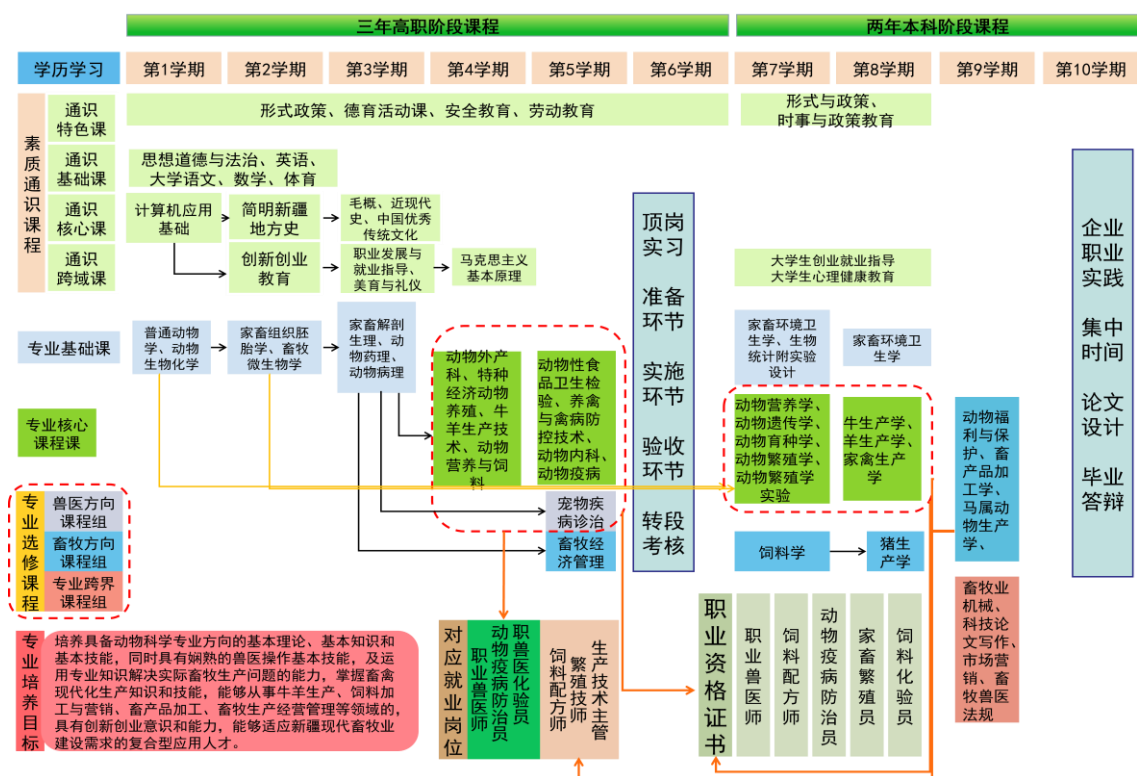 三年高职阶段课程
两年本科阶段课程
学历学习
第1学期
第2学期
第3学期
第4学期
第5学期
第6学期
第7学期
第8学期
第9学期
第10学期
素质通识课程
通识
特色课
形式政策、德育活动课、安全教育、劳动教育
形式与政策、
时事与政策教育
通识
基础课
思想道德与法治、英语、
大学语文、数学、体育
通识
核心课
计算机应用
基础
简明新疆
地方史
毛概、近现代
史、中国优秀
传统文化
通识
跨域课
创新创业
教育
职业发展与
就业指导、
美育与礼仪
马克思主义
基本原理
大学生创业就业指导
大学生心理健康教育
顶岗
实习
准备
环节
实施
环节
验收
环节
转段
考核
企业
职业
实践
集中
时间
论文
设计
毕业
答辩
专业基础课
普通动物
学、动物
生物化学
家畜组织胚
胎学、畜牧
微生物学
家畜解剖
生理、动
物药理、
动物病理
家畜环境卫
生学、生物
统计附实验
设计
家畜环境卫
生学
专业核心
课程课
动物外产
科、特种
经济动物
养殖、牛
羊生产技
术、动物
营养与饲
料
动物性食
品卫生检
验、养禽
与禽病防
控技术、
动物内科、
动物疫病
动物营养学、
动物遗传学、
动物育种学、
动物繁殖学、
动物繁殖学
实验
牛生产学、
羊生产学、
家禽生产
学
动物福
利与保
护、畜
产品加
工学、
马属动
物生产
学、
专业选修课程
兽医方向
课程组
畜牧方向
课程组
专业跨界
课程组
宠物疾
病诊治
畜牧经
济管理
饲料学
猪生
产学
畜牧业
机械、
科技论
文写作、
市场营
销、畜
牧兽医
法规
专业培养目标
培养具备动物科学专业方向的基本理论、基本知识和
基本技能，同时具有娴熟的兽医操作基本技能，及运
用专业知识解决实际畜牧生产问题的能力，掌握畜禽
现代化生产知识和技能，能够从事牛羊生产、饲料加
工与营销、畜产品加工、畜牧生产经营管理等领域的，
具有创新创业意识和能力，能够适应新疆现代畜牧业
建设需求的复合型应用人才。
对应就业岗位
职业兽医师
动物疫病防治员
职兽医化验员
饲料配方师
繁殖技师
生产技术主管
职业资格证书
职业兽医师
饲料配方师
动物疫病防治员
家畜繁殖员
饲料化验员